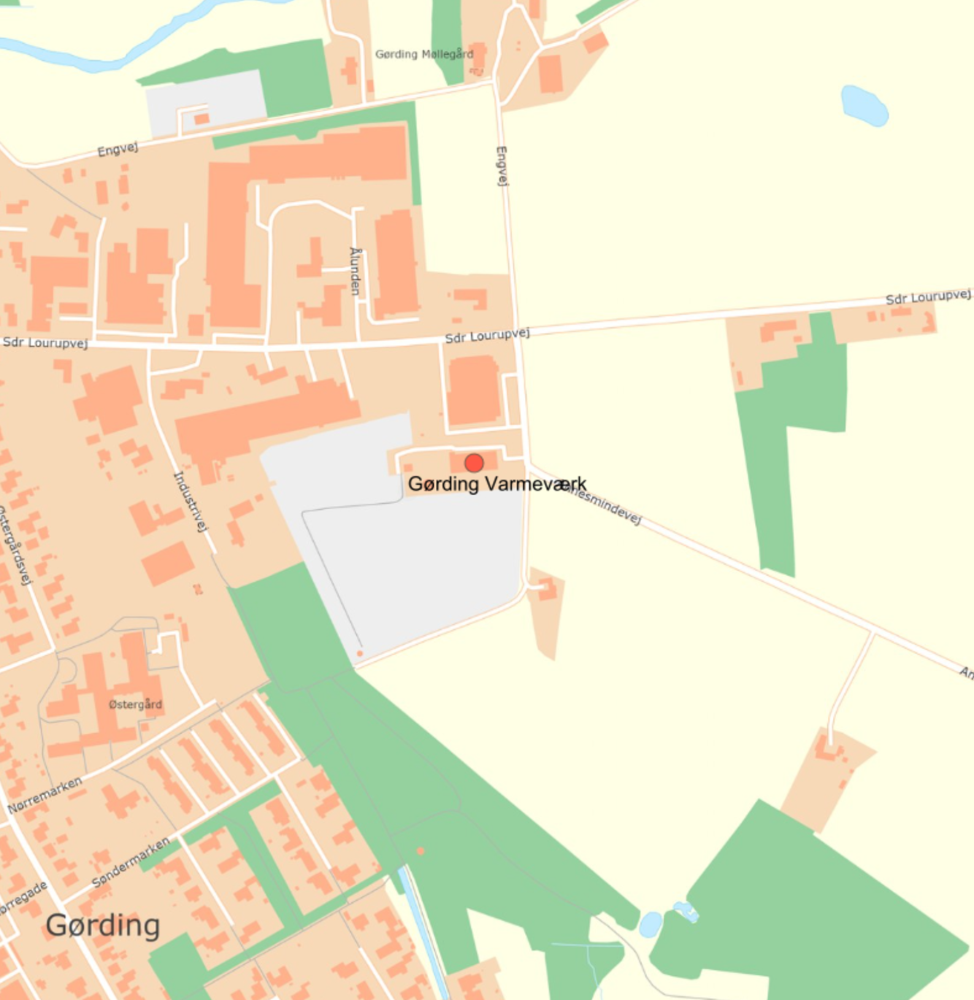 Gørding Møllegård
Engvej
Engvej
Ålunden
Sdr Lourupvej
Sdr Lourupvej
Sdr Lourupvej
Gørding Varmeværk
Industrivej
Østergårdsvej
Østergård
Nørremarken
Søndermarken
Gørding